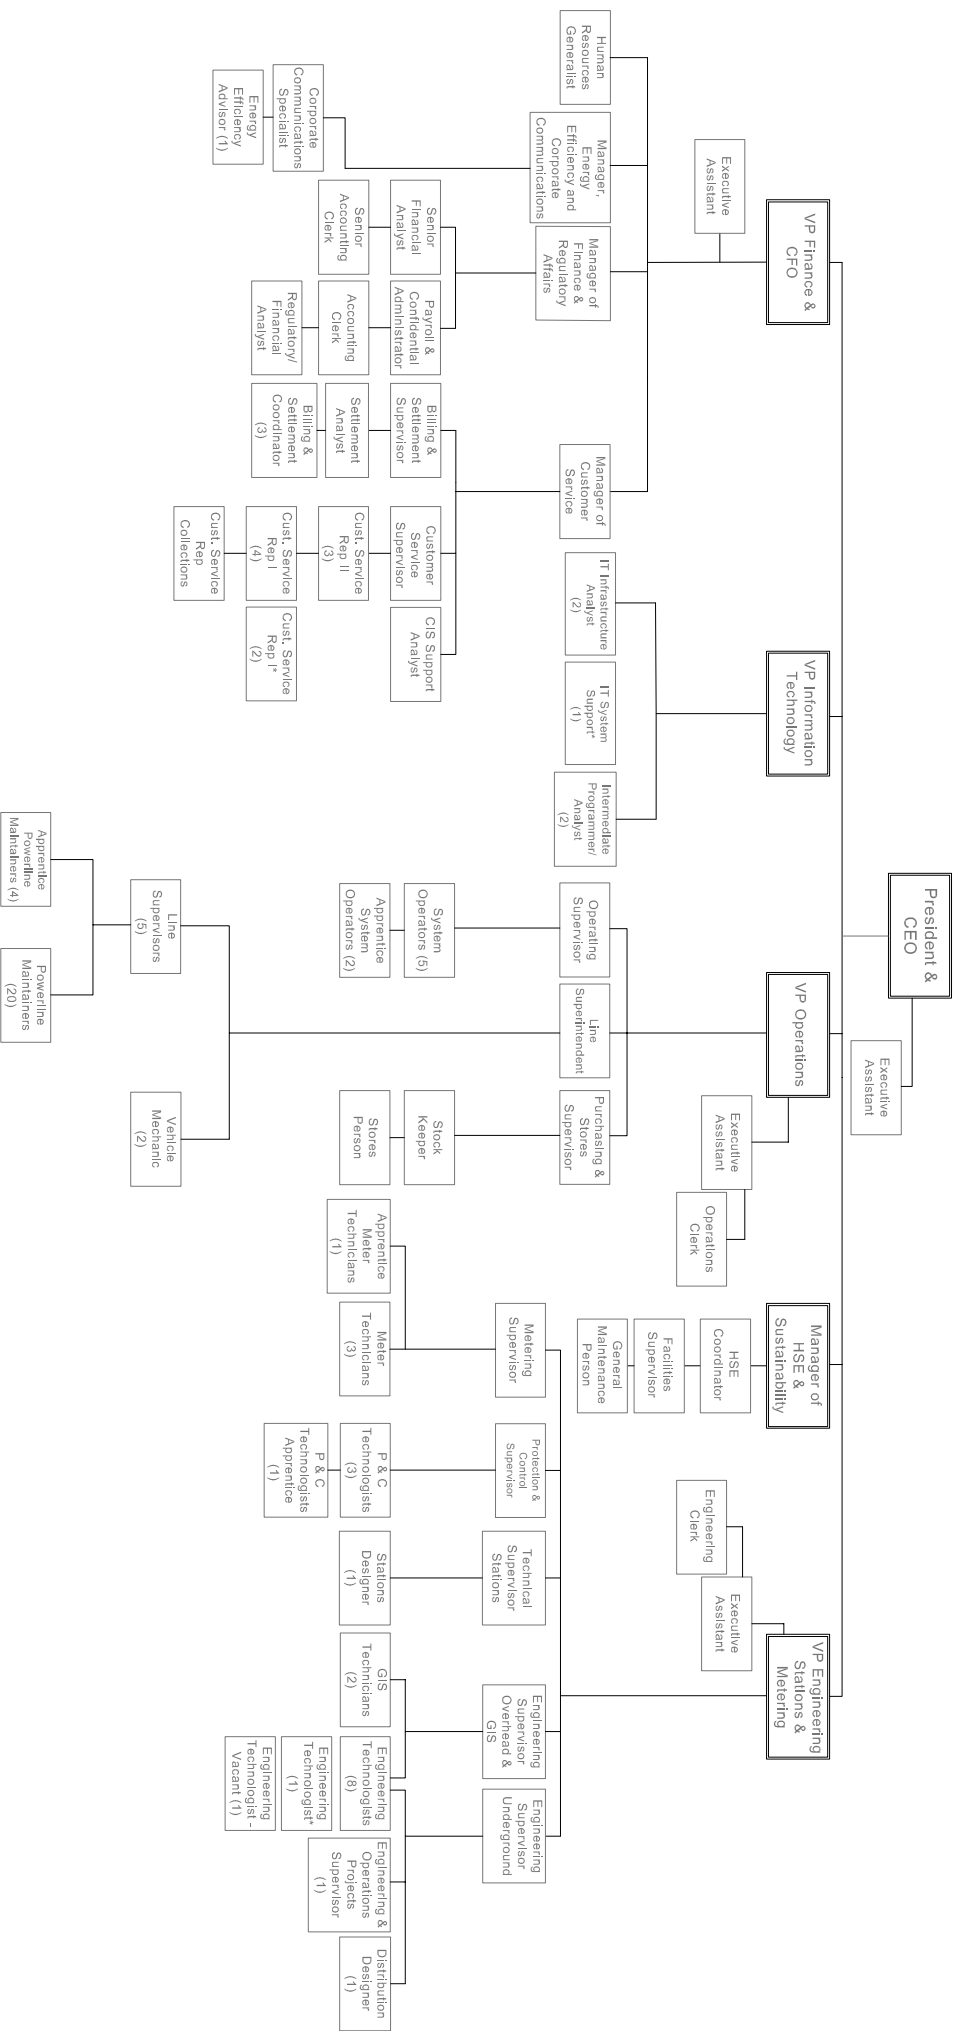 President &
CEO
Executive
Assistant
VP Finance &
CFO
VP Information
Technology
VP Operations
Manager of
HSE &
Sustainability
VP Engineering
Stations &
Metering
Executive
Assistant
Human
Resources
Generalist
Manager,
Energy
Efficiency and
Corporate
Communications
Manager of
Finance &
Regulatory
Affairs
Manager of
Customer
Service
Corporate
Communications
Specialist
Energy
Efficiency
Advisor (1)
Senior
Financial
Analyst
Senior
Accounting
Clerk
Payroll &
Confidential
Administrator
Accounting
Clerk
Regulatory/
Financial
Analyst
Billing &
Settlement
Supervisor
Settlement
Analyst
Billing &
Settlement
Coordinator
(3)
Customer
Service
Supervisor
Cust. Service
Rep II
(3)
Cust. Service
Rep I
(4)
Cust. Service
Rep
Collections
CIS Support
Analyst
Cust. Service
Rep I*
(2)
IT Infrastructure
Analyst
(2)
IT System
Support*
(1)
Intermediate
Programmer/
Analyst
(2)
Executive
Assistant
Operations
Clerk
Operating
Supervisor
System
Operators (5)
Apprentice
System
Operators (2)
Line
Superintendent
Purchasing &
Stores
Supervisor
Stock
Keeper
Stores
Person
Line
Supervisors
(5)
Vehicle
Mechanic
(2)
Apprentice
Powerline
Maintainers (4)
Powerline
Maintainers
(20)
HSE
Coordinator
Facilities
Supervisor
General
Maintenance
Person
Engineering
Clerk
Executive
Assistant
Metering
Supervisor
Apprentice
Meter
Technicians
(1)
Meter
Technicians
(3)
Protection &
Control
Supervisor
P & C
Technologists
(3)
P & C
Technologists
Apprentice
(1)
Technical
Supervisor
Stations
Stations
Designer
(1)
Engineering
Supervisor
Overhead &
GIS
GIS
Technicians
(2)
Engineering
Technologists
(8)
Engineering
Technologist*
(1)
Engineering
Technologist -
Vacant (1)
Engineering
Supervisor
Underground
Engineering &
Operations
Projects
Supervisor
(1)
Distribution
Designer
(1)